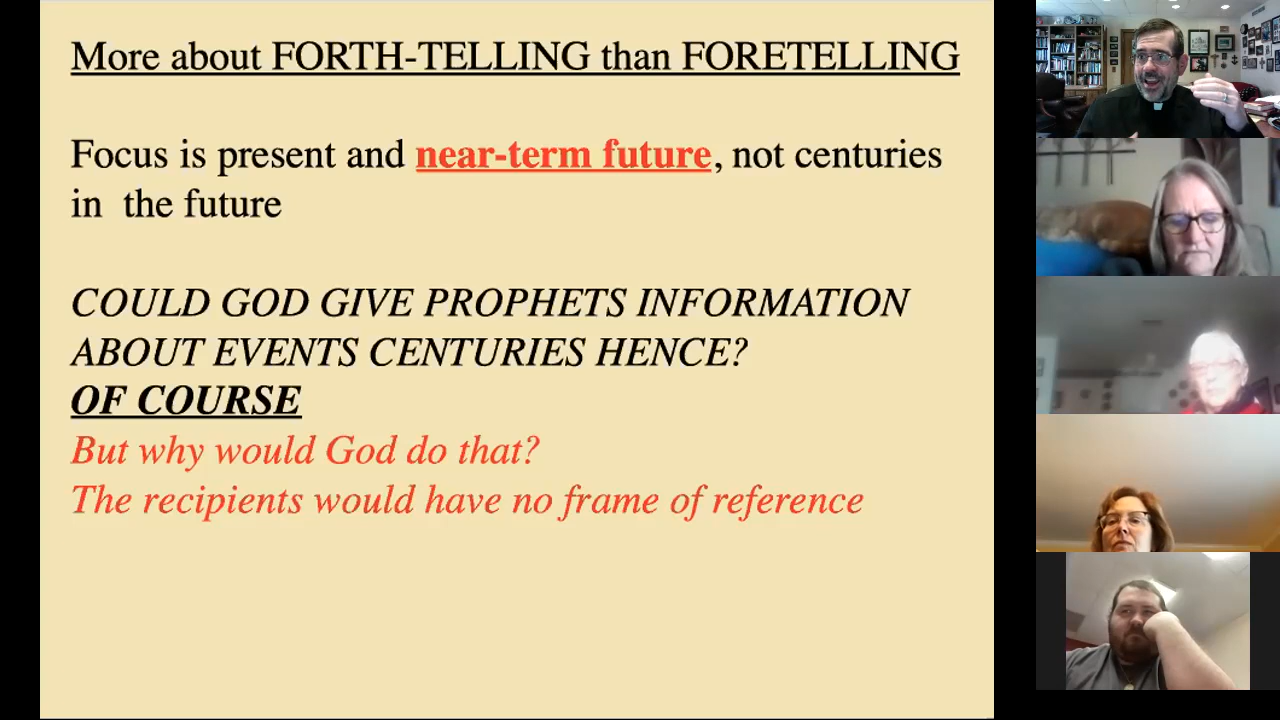 More about FORTH-TELLING than FORETELLING
Focus is present and near-term future, not centuries
in the future
COULD GOD GIVE PROPHETS INFORMATION
ABOUT EVENTS CENTURIES HENCE?
OF COURSE
But why would God do that?
The recipients would have no frame of reference